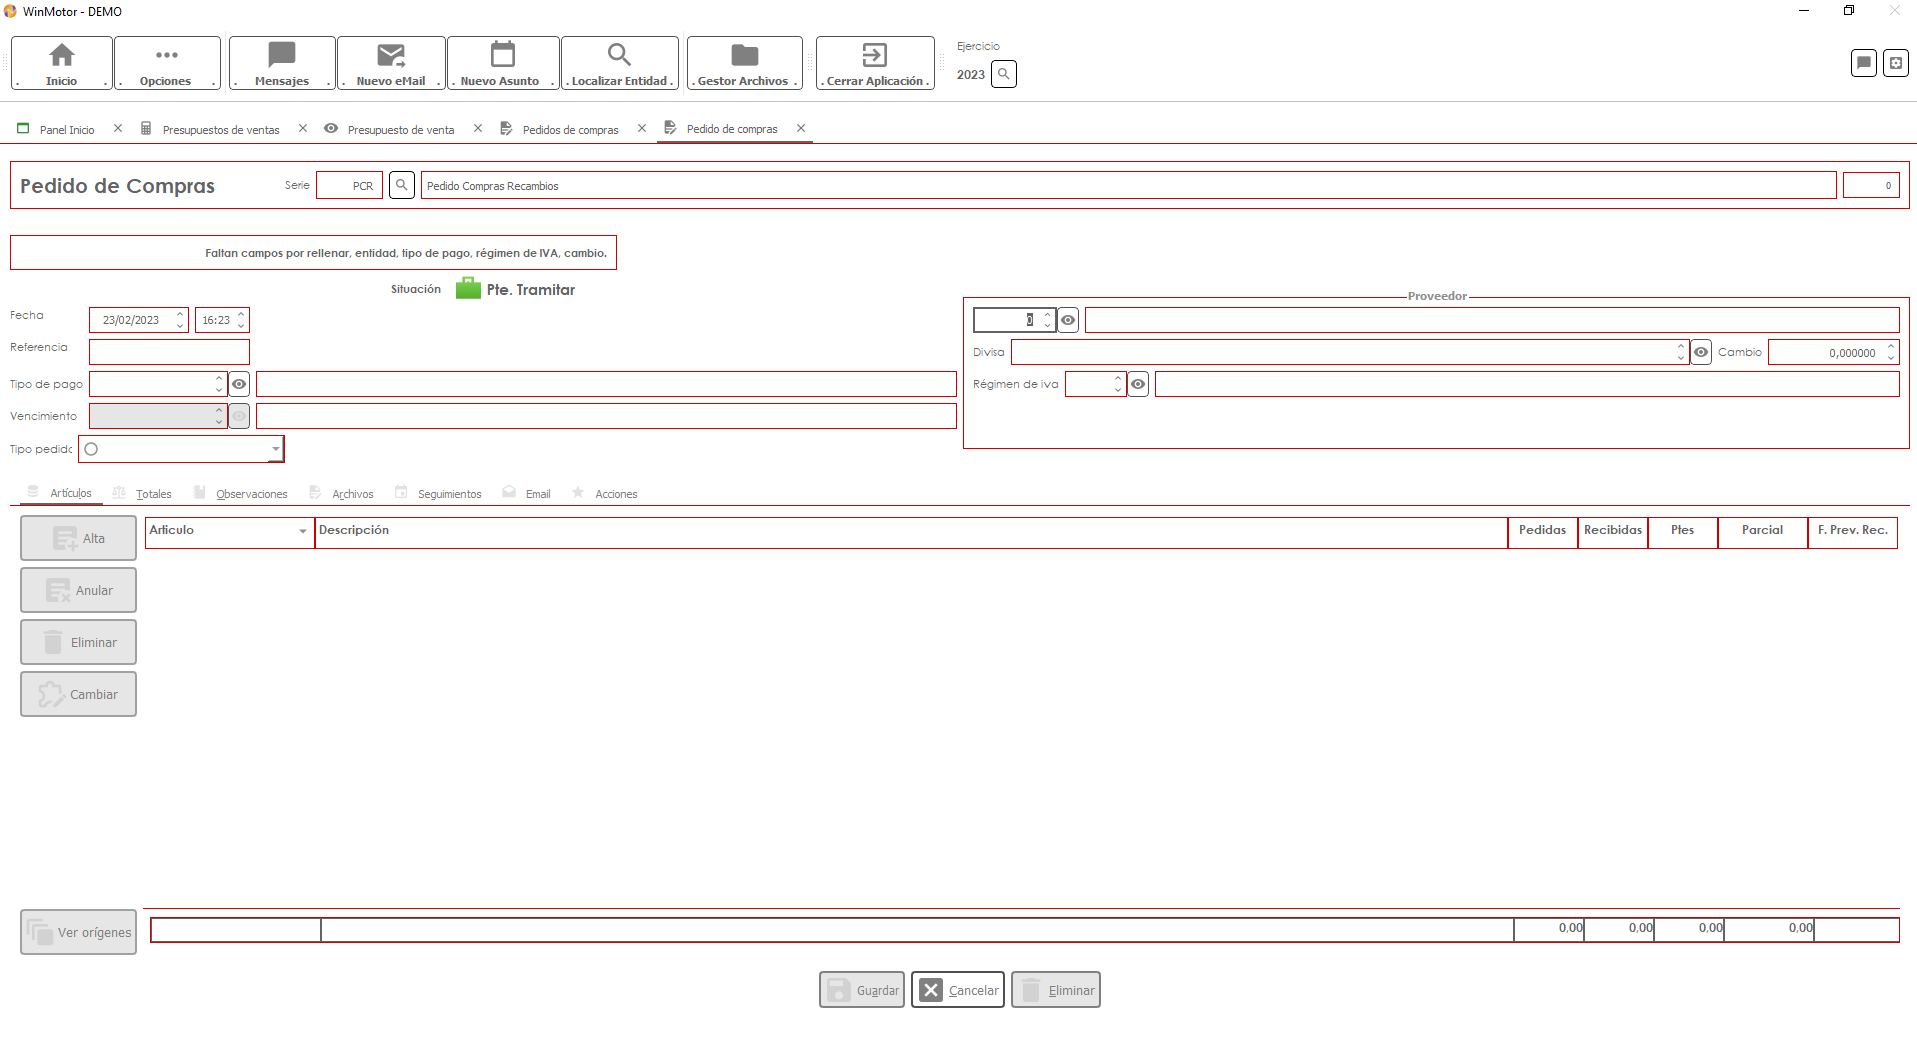 WinMotor - DEMO
. Inicio .
. Opciones .
. Mensajes .
. Nuevo eMail .
. Nuevo Asunto .
. Localizar Entidad .
. Gestor Archivos .
. Cerrar Aplicación .
Ejercicio
2023
Panel Inicio
Presupuestos de ventas
Presupuesto de venta
Pedidos de compras
Pedido de compras
Pedido de Compras
Serie
PCR
Pedido Compras Recambios
0
Faltan campos por rellenar, entidad, tipo de pago, régimen de IVA, cambio.
Situación
Pte. Tramitar
Proveedor
Fecha
23/02/2023
16:23
0
Referencia
Divisa
Cambio
0,000000
Tipo de pago
Régimen de iva
Vencimiento
Tipo pedido
Artículos
Totales
Observaciones
Archivos
Seguimientos
Email
Acciones
Alta
Anular
Eliminar
Cambiar
Articulo
Descripción
Pedidas
Recibidas
Ptes
Parcial
F. Prev. Rec.
Ver orígenes
0,00
0,00
0,00
0,00
Guardar
Cancelar
Eliminar